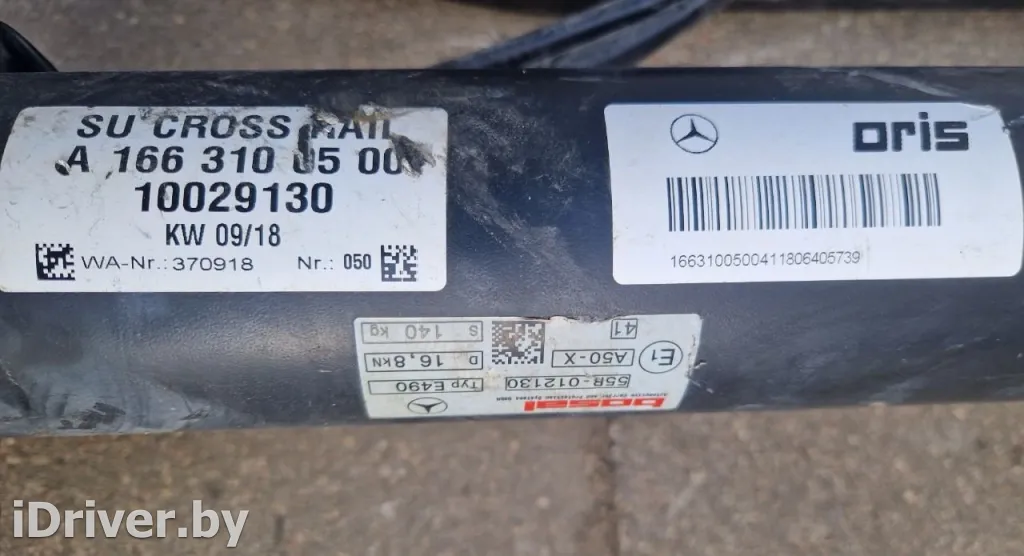 SU CROSS RAIL
A 166 310 05 00
10029130
KW 09/18
WA-Nr.: 370918 Nr.: 050
oris
1663100500411806405739
bosal
55R-012130 Typ E490
E1 A50-X D 16,8kN
41 S 140 kg
iDriver.by